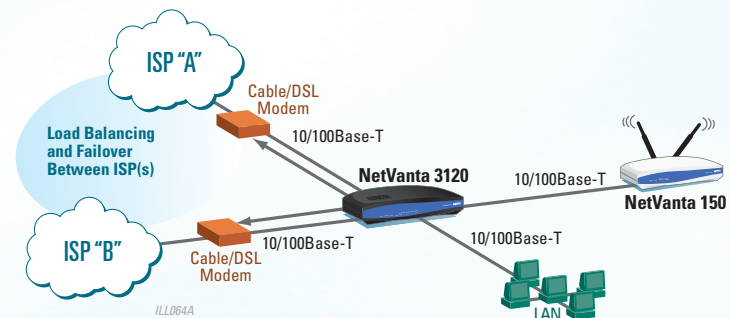 ISP "A"
Cable/DSL
Modem
10/100Base-T
Load Balancing
and Failover
Between ISP(s)
NetVanta 3120
10/100Base-T
NetVanta 150
ISP "B"
10/100Base-T
Cable/DSL
Modem
10/100Base-T
LAN
ILL064A